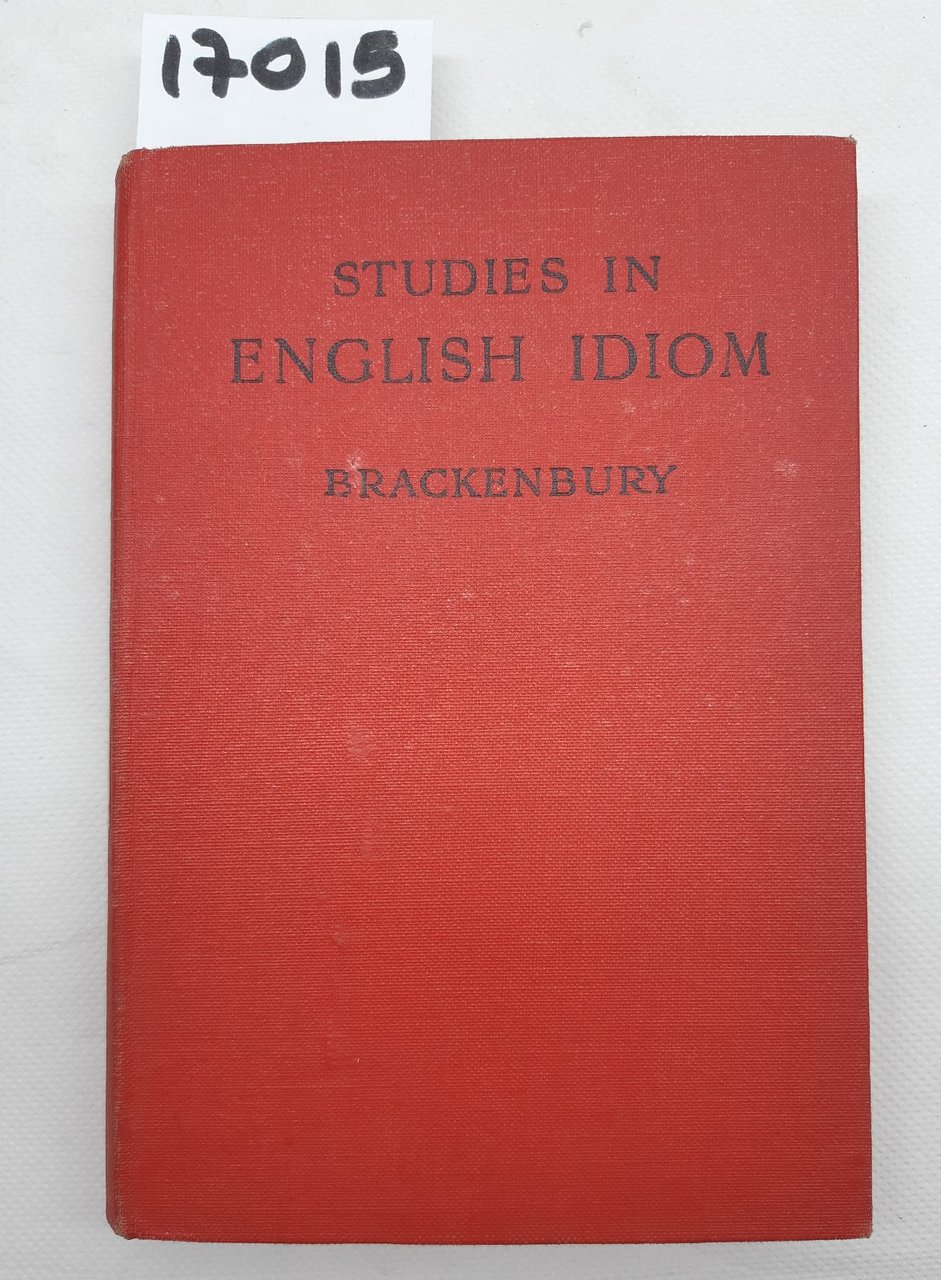 17015
STUDIES IN
ENGLISH IDIOM
BRACKENBURY